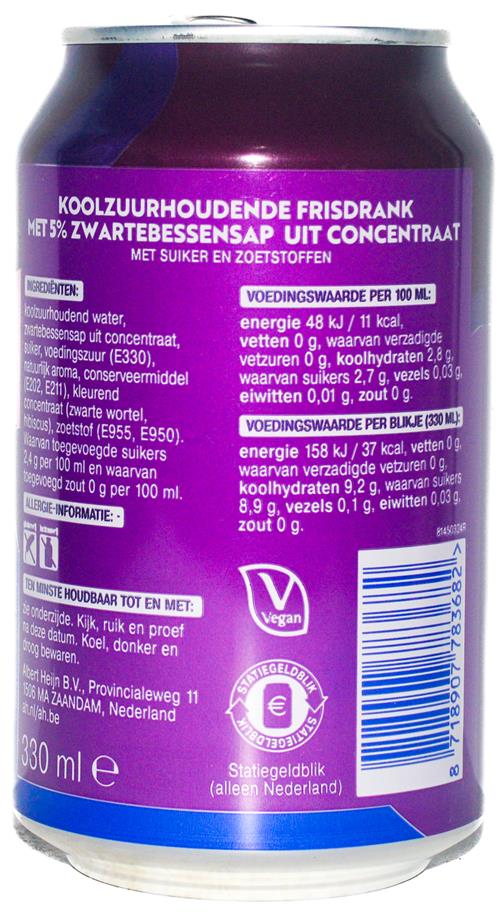 KOOLZUURHOUDENDE FRISDRANK
MET 5% ZWARTEBESSENSAP UIT CONCENTRAAT
MET SUIKER EN ZOETSTOFFEN
INGREDIËNTEN:
koolzuurhoudend water,
zwartebessensap uit concentraat,
suiker, voedingszuur (E330),
natuurlijk aroma, conserveermiddel
(E202, E211), kleurend
concentraat (zwarte wortel,
hibiscus), zoetstof (E955, E950).
Waarvan toegevoegde suikers
2,4 g per 100 ml en waarvan
toegevoegd zout 0 g per 100 ml.
ALLERGIE-INFORMATIE: -
TEN MINSTE HOUDBAAR TOT EN MET:
zie onderzijde. Kijk, ruik en proef
na deze datum. Koel, donker en
droog bewaren.
Albert Heijn B.V., Provincialeweg 11
1506 MA ZAANDAM, Nederland
ah.nl/ah.be
330 ml e
VOEDINGSWAARDE PER 100 ML:
energie 48 kJ / 11 kcal,
vetten 0 g, waarvan verzadigde
vetzuren 0 g, koolhydraten 2,8 g,
waarvan suikers 2,7 g, vezels 0,03 g,
eiwitten 0,01 g, zout 0 g.
VOEDINGSWAARDE PER BLIKJE (330 ML):
energie 158 kJ / 37 kcal, vetten 0 g,
waarvan verzadigde vetzuren 0 g,
koolhydraten 9,2 g, waarvan suikers
8,9 g, vezels 0,1 g, eiwitten 0,03 g,
zout 0 g.
81450324R
Vegan
STATIEGELDBLIK
€
STATIEGELDBLIK
Statiegeldblik
(alleen Nederland)
8 718907 783682 >